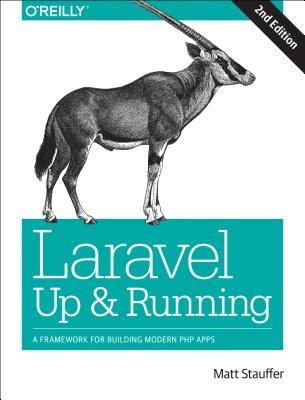 O'REILLY®
2nd Edition
Laravel
Up & Running
A FRAMEWORK FOR BUILDING MODERN PHP APPS
Matt Stauffer